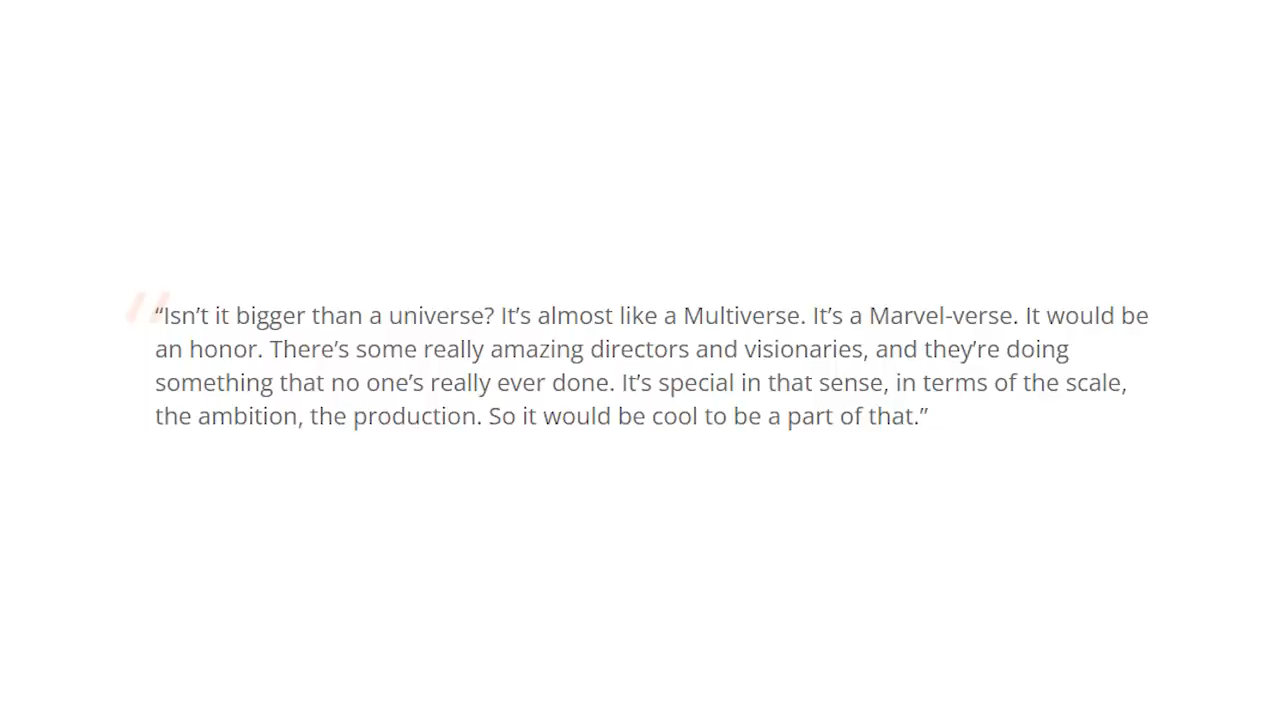 “Isn’t it bigger than a universe? It’s almost like a Multiverse. It’s a Marvel-verse. It would be
an honor. There’s some really amazing directors and visionaries, and they’re doing
something that no one’s really ever done. It’s special in that sense, in terms of the scale,
the ambition, the production. So it would be cool to be a part of that.”